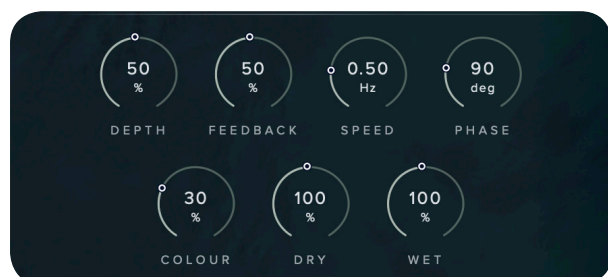 50 50 0.50 90
% % Hz deg
DEPTH FEEDBACK SPEED PHASE
30 100 100
% % %
COLOUR DRY WET